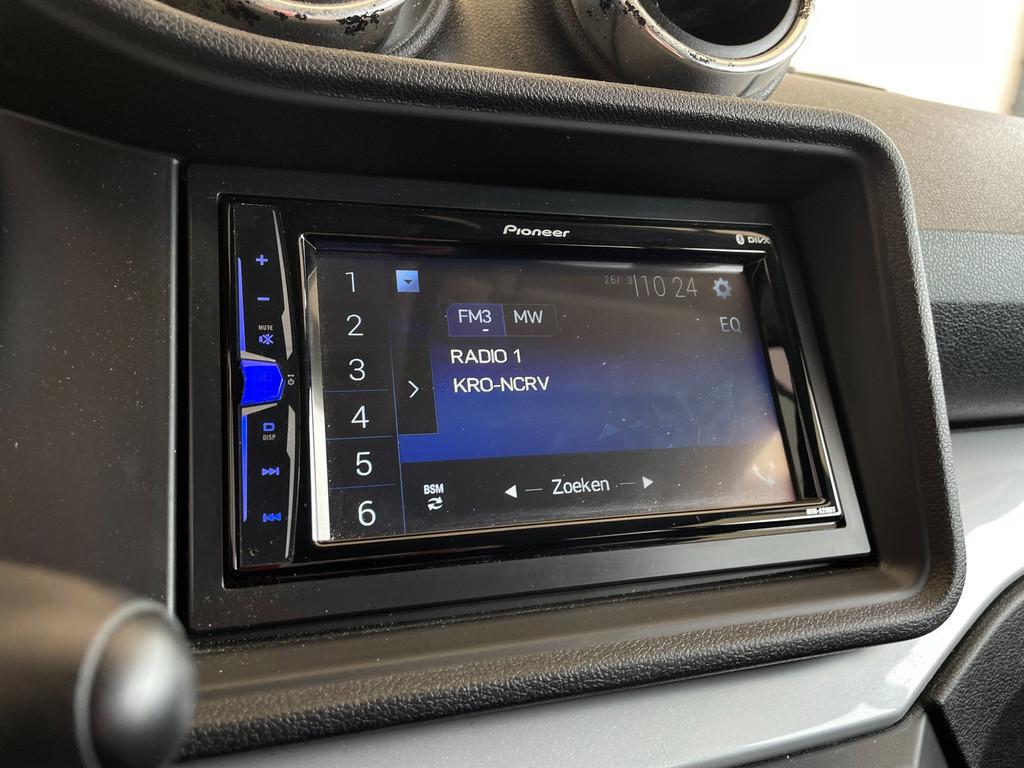 Pioneer
DIVX
+
−
MUTE
DISP
1
2
3
4
5
6
26/ 3
10 24
FM3
MW
EQ
RADIO 1
KRO-NCRV
BSM
Zoeken